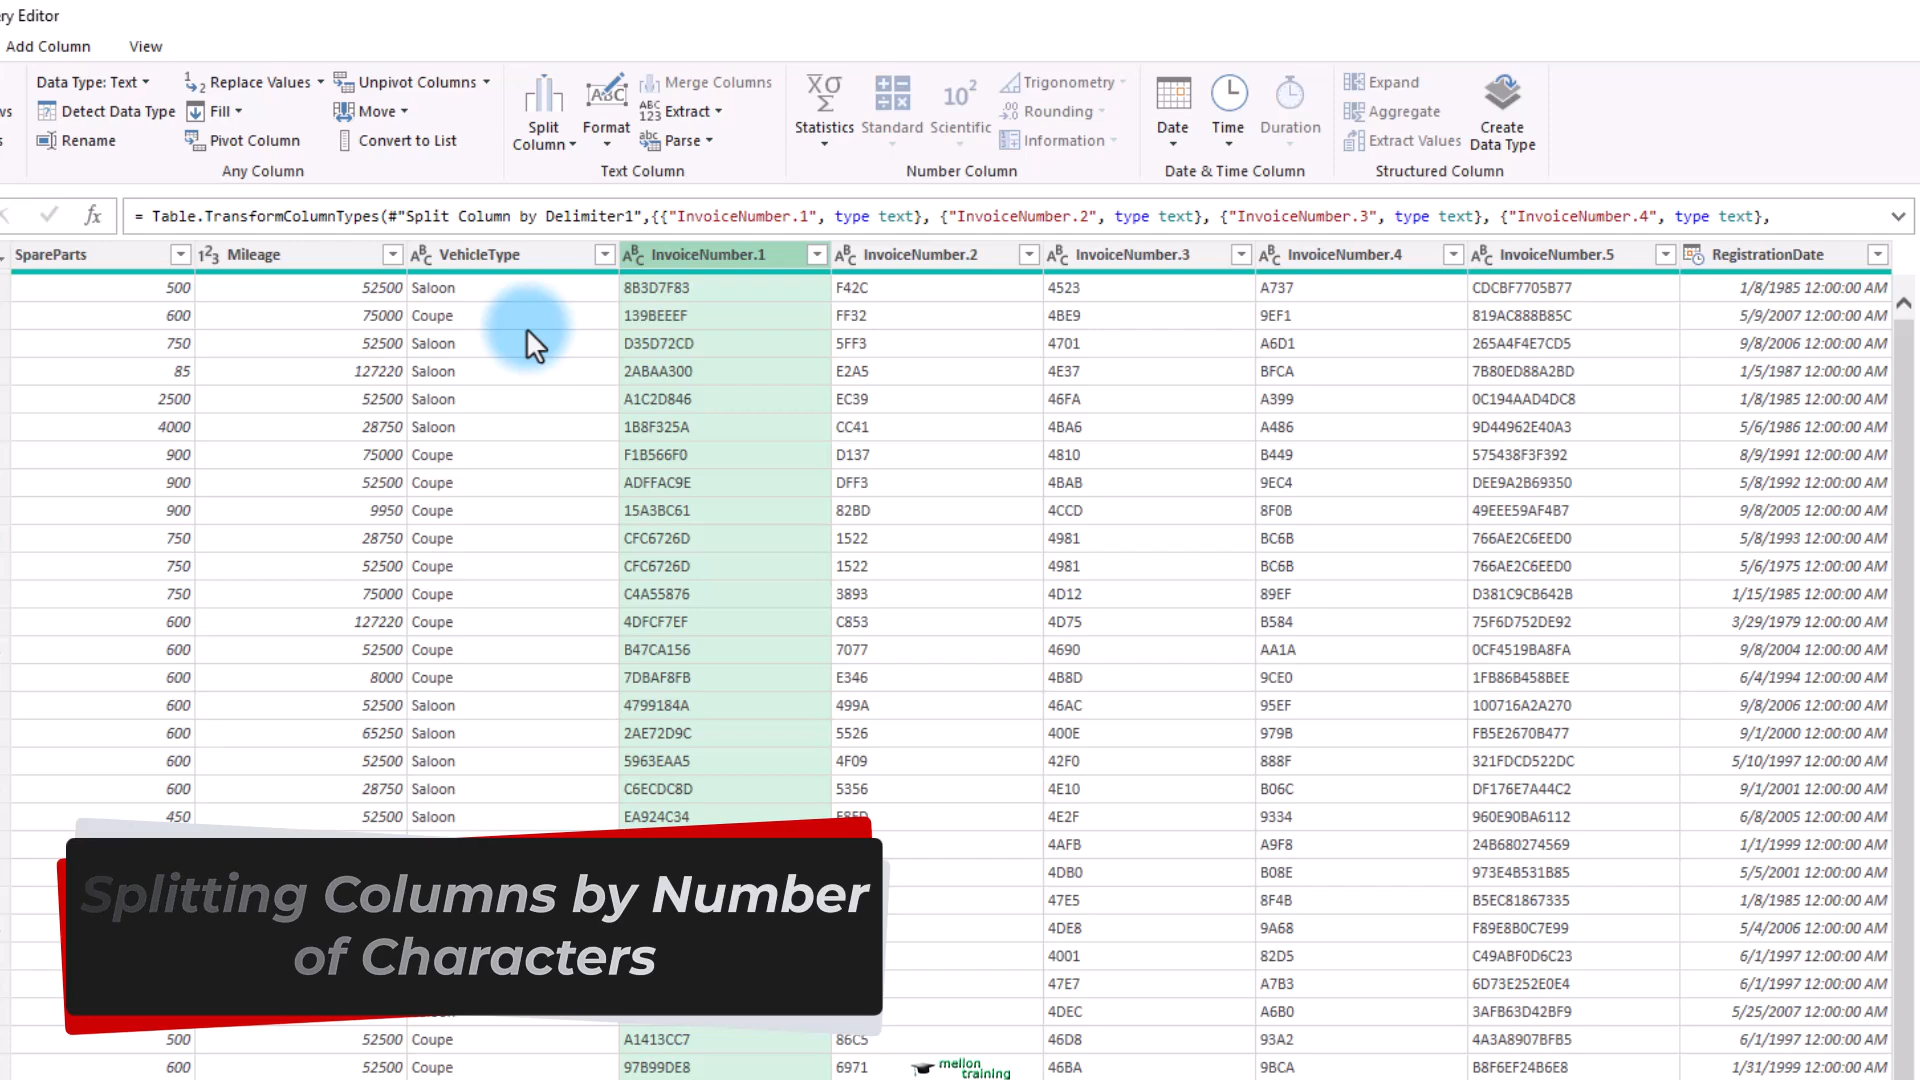 ry Editor
Add Column View
Data Type: Text Replace Values Unpivot Columns Merge Columns Trigonometry Expand
Detect Data Type Fill Move Extract Rounding Aggregate
Rename Pivot Column Convert to List Split Column Format Parse Statistics Standard Scientific Information Date Time Duration Extract Values Create Data Type
Any Column Text Column Number Column Date & Time Column Structured Column
= Table.TransformColumnTypes(#"Split Column by Delimiter1",{{"InvoiceNumber.1", type text}, {"InvoiceNumber.2", type text}, {"InvoiceNumber.3", type text}, {"InvoiceNumber.4", type text},
SpareParts Mileage VehicleType InvoiceNumber.1 InvoiceNumber.2 InvoiceNumber.3 InvoiceNumber.4 InvoiceNumber.5 RegistrationDate
500 52500 Saloon 8B3D7F83 F42C 4523 A737 CDCBF7705B77 1/8/1985 12:00:00 AM
600 75000 Coupe 139BEEEF FF32 4BE9 9EF1 819AC888B85C 5/9/2007 12:00:00 AM
750 52500 Saloon D35D72CD 5FF3 4701 A6D1 265A4F4E7CD5 9/8/2006 12:00:00 AM
85 127220 Saloon 2ABAA300 E2A5 4E37 BFCA 7B80ED88A2BD 1/5/1987 12:00:00 AM
2500 52500 Saloon A1C2D846 EC39 46FA A399 0C194AAD4DC8 1/8/1985 12:00:00 AM
4000 28750 Saloon 1B8F325A CC41 4BA6 A486 9D44962E40A3 5/6/1986 12:00:00 AM
900 75000 Coupe F1B566F0 D137 4810 B449 575438F3F392 8/9/1991 12:00:00 AM
900 52500 Coupe ADFFAC9E DFF3 4BAB 9EC4 DEE9A2B69350 5/8/1992 12:00:00 AM
900 9950 Coupe 15A3BC61 82BD 4CCD 8F0B 49EEE59AF4B7 9/8/2005 12:00:00 AM
750 28750 Coupe CFC6726D 1522 4981 BC6B 766AE2C6EED0 5/8/1993 12:00:00 AM
750 52500 Coupe CFC6726D 1522 4981 BC6B 766AE2C6EED0 5/6/1975 12:00:00 AM
750 75000 Coupe C4A55876 3893 4D12 89EF D381C9CB642B 1/15/1985 12:00:00 AM
600 127220 Coupe 4DFCF7EF C853 4D75 B584 75F6D752DE92 3/29/1979 12:00:00 AM
600 52500 Coupe B47CA156 7077 4690 AA1A 0CF4519BA8FA 9/8/2004 12:00:00 AM
600 8000 Coupe 7DBAF8FB E346 4B8D 9CE0 1FB86B458BEE 6/4/1994 12:00:00 AM
600 52500 Saloon 4799184A 499A 46AC 95EF 100716A2A270 9/8/2006 12:00:00 AM
600 65250 Saloon 2AE72D9C 5526 400E 979B FB5E2670B477 9/1/2000 12:00:00 AM
600 52500 Saloon 5963EAA5 4F09 42F0 888F 321FDCD522DC 5/10/1997 12:00:00 AM
600 28750 Saloon C6ECDC8D 5356 4E10 B06C DF176E7A44C2 9/1/2001 12:00:00 AM
450 52500 Saloon EA924C34 4E2F 9334 960E90BA6112 6/8/2005 12:00:00 AM
4AFB A9F8 24B680274569 1/1/1999 12:00:00 AM
4DB0 B08E 973E4B531B85 5/5/2001 12:00:00 AM
47E5 8F4B B5EC81867335 1/8/1985 12:00:00 AM
4DE8 9A68 F89E8B0C7E99 5/4/2006 12:00:00 AM
4001 82D5 C49ABF0D6C23 6/1/1997 12:00:00 AM
47E7 A7B3 6D73E252E0E4 6/1/1997 12:00:00 AM
4DEC A6B0 3AFB63D42BF9 5/25/2007 12:00:00 AM
500 52500 Coupe A1413CC7 86C5 46D8 93A2 4A3A8907BFB5 6/1/1997 12:00:00 AM
600 52500 Coupe 97B99DE8 6971 46BA 9BCA B8F6EF24B6E8 1/31/1999 12:00:00 AM
Splitting Columns by Number
of Characters
mellon
training